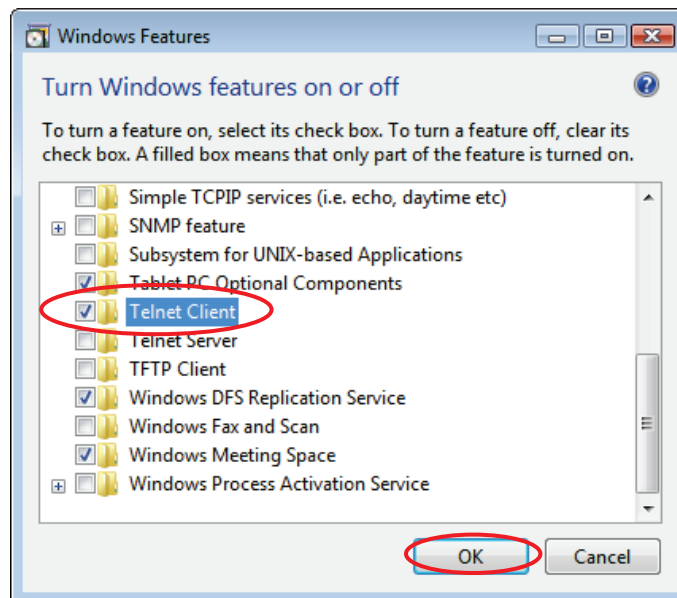 Windows Features
Turn Windows features on or off
To turn a feature on, select its check box. To turn a feature off, clear its
check box. A filled box means that only part of the feature is turned on.
Simple TCPIP services (i.e. echo, daytime etc)
SNMP feature
Subsystem for UNIX-based Applications
Tablet PC Optional Components
Telnet Client
Telnet Server
TFTP Client
Windows DFS Replication Service
Windows Fax and Scan
Windows Meeting Space
Windows Process Activation Service
OK Cancel